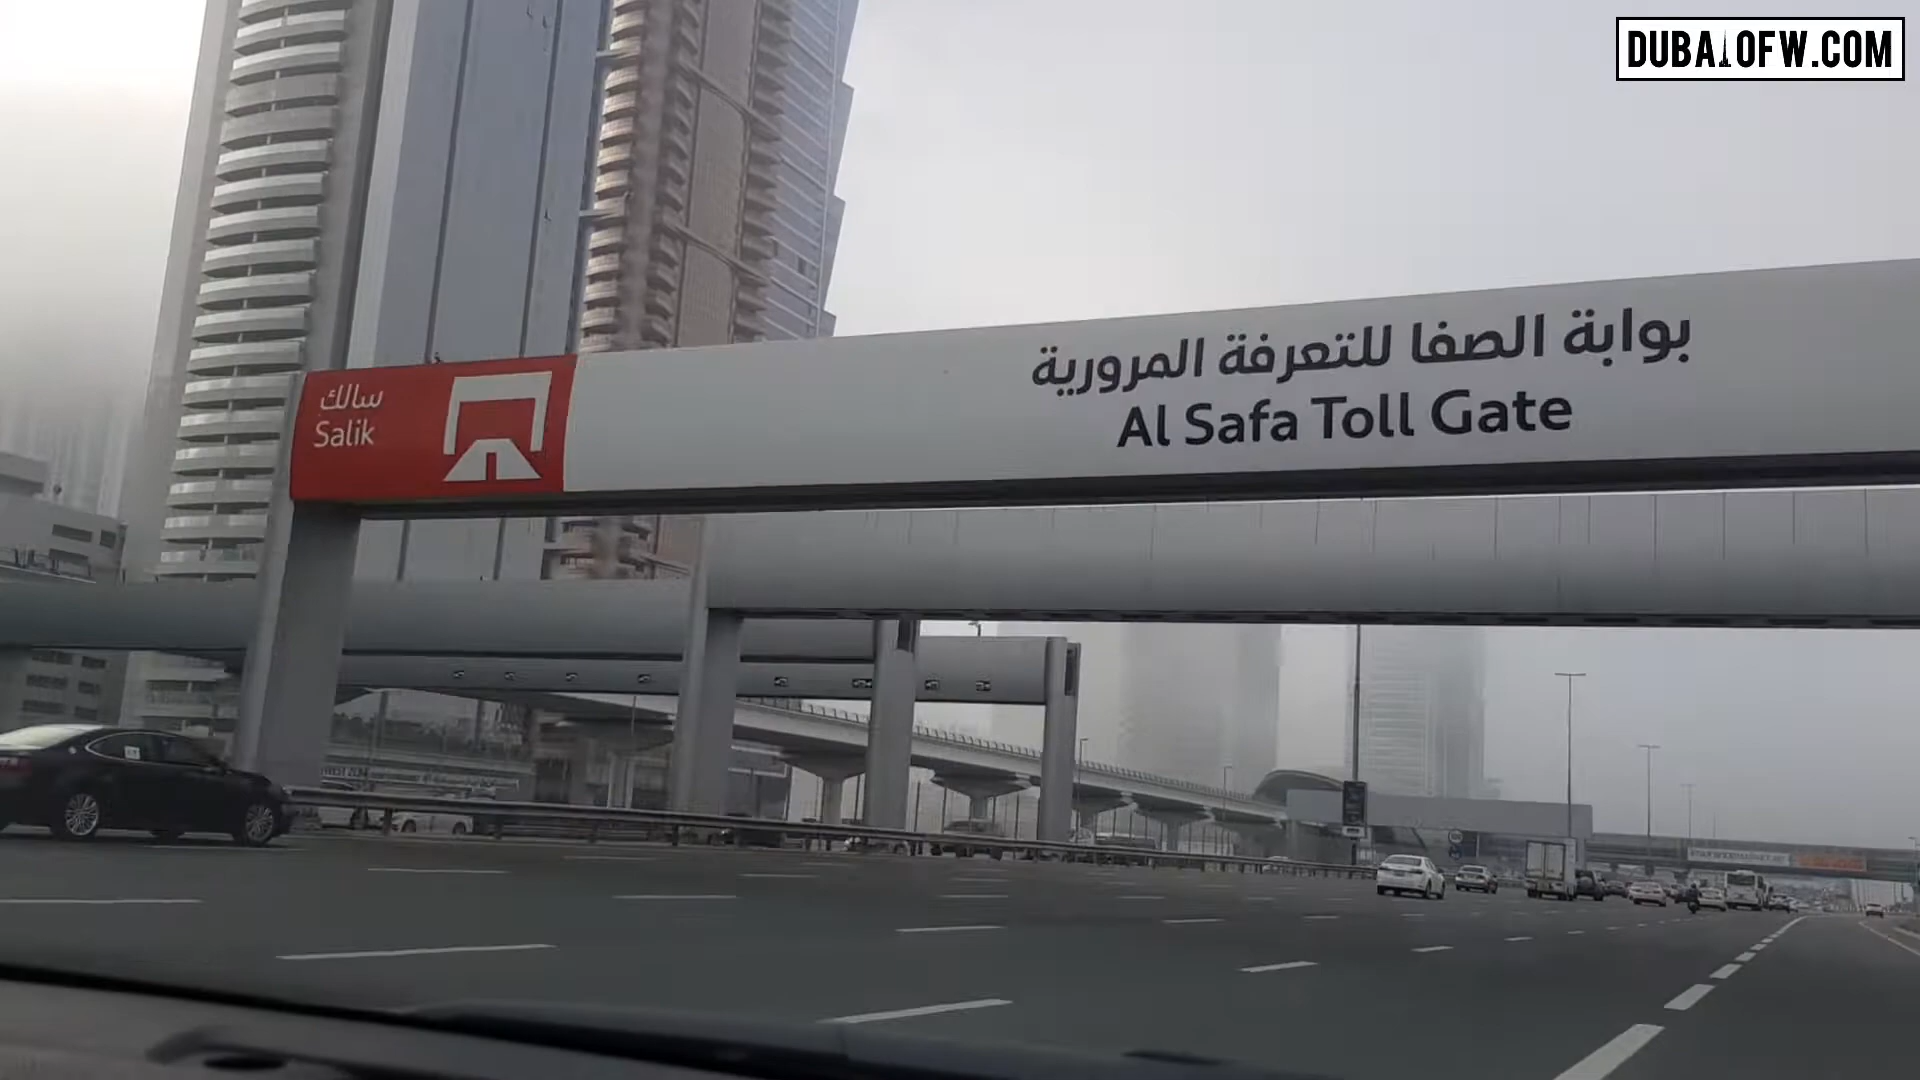 DUBAIOFW.COM
سالك
Salik
بوابة الصفا للتعرفة المرورية
Al Safa Toll Gate